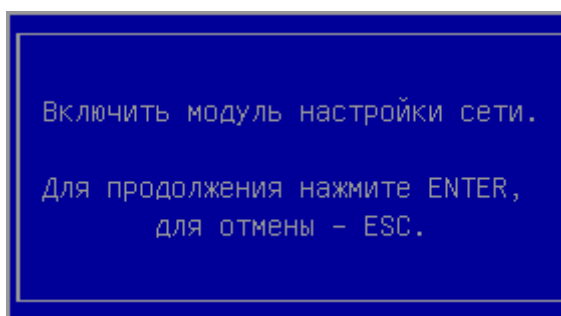 Включить модуль настройки сети.
Для продолжения нажмите ENTER,
для отмены - ESC.